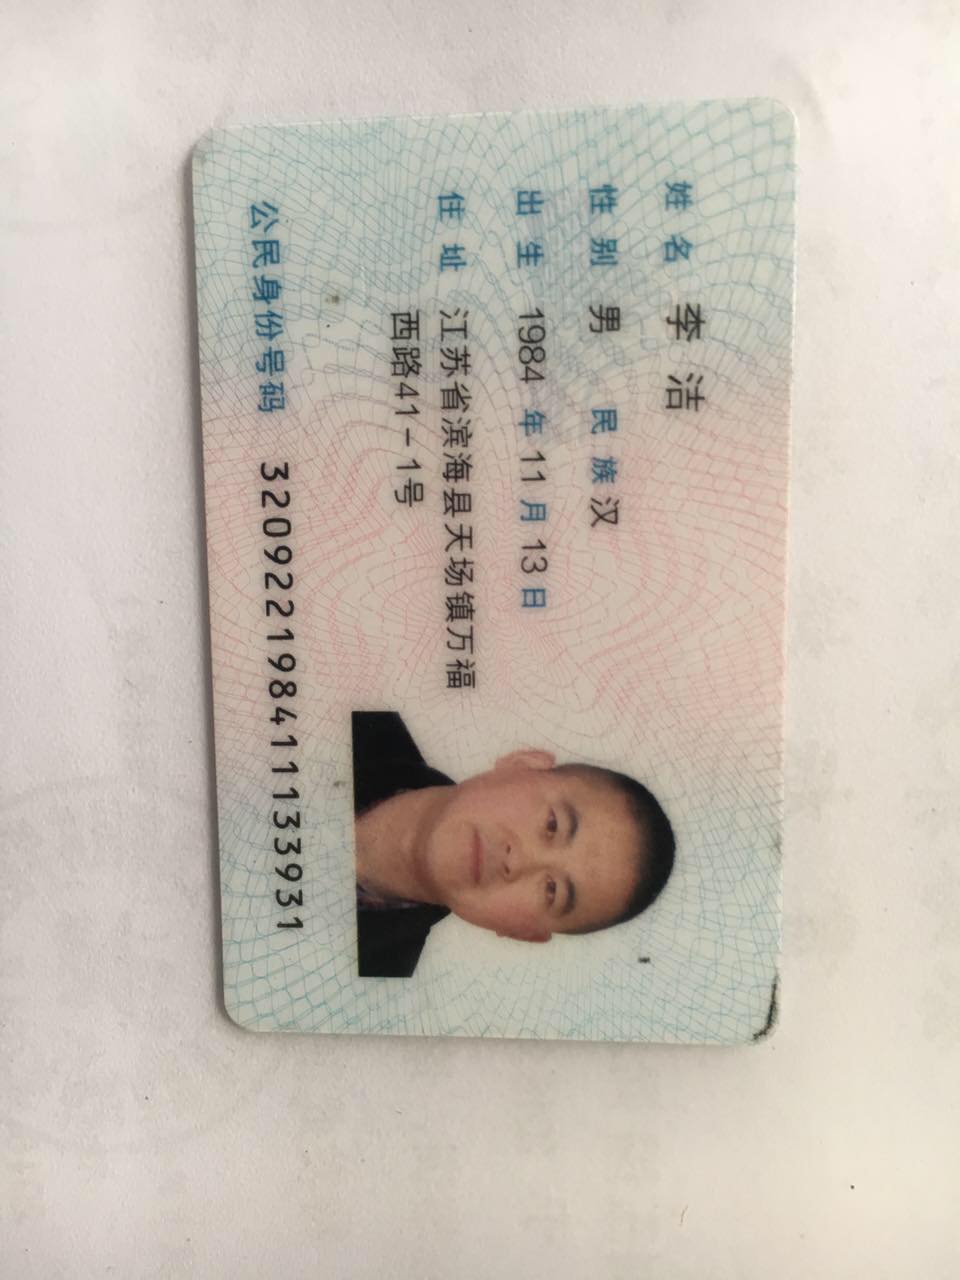 姓名 李洁
性别 男 民族 汉
出生 1984 年 11 月 13 日
住址 江苏省滨海县天场镇万福
西路41-1号
公民身份号码 320922198411133931